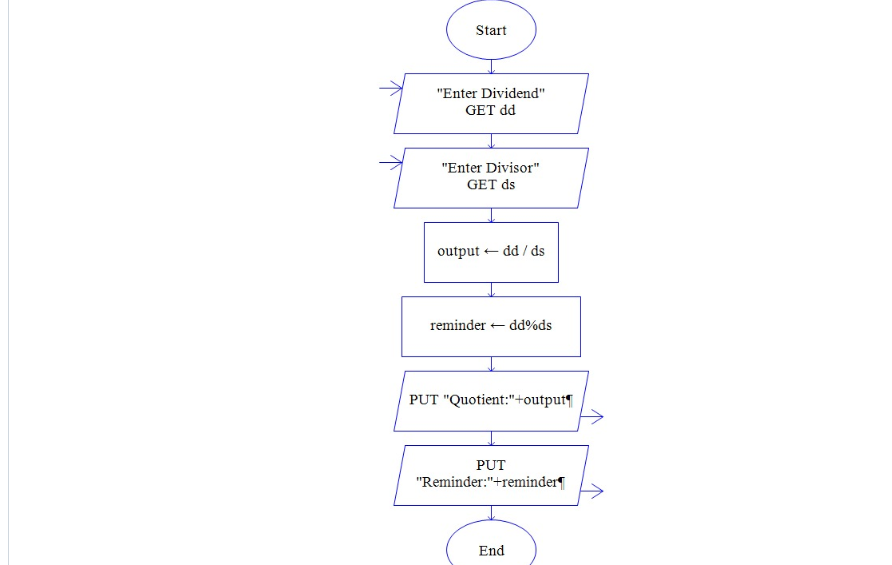 Start
"Enter Dividend"
GET dd
"Enter Divisor"
GET ds
output ← dd / ds
reminder ← dd%ds
PUT "Quotient:"+output¶
PUT
"Reminder:"+reminder¶
End